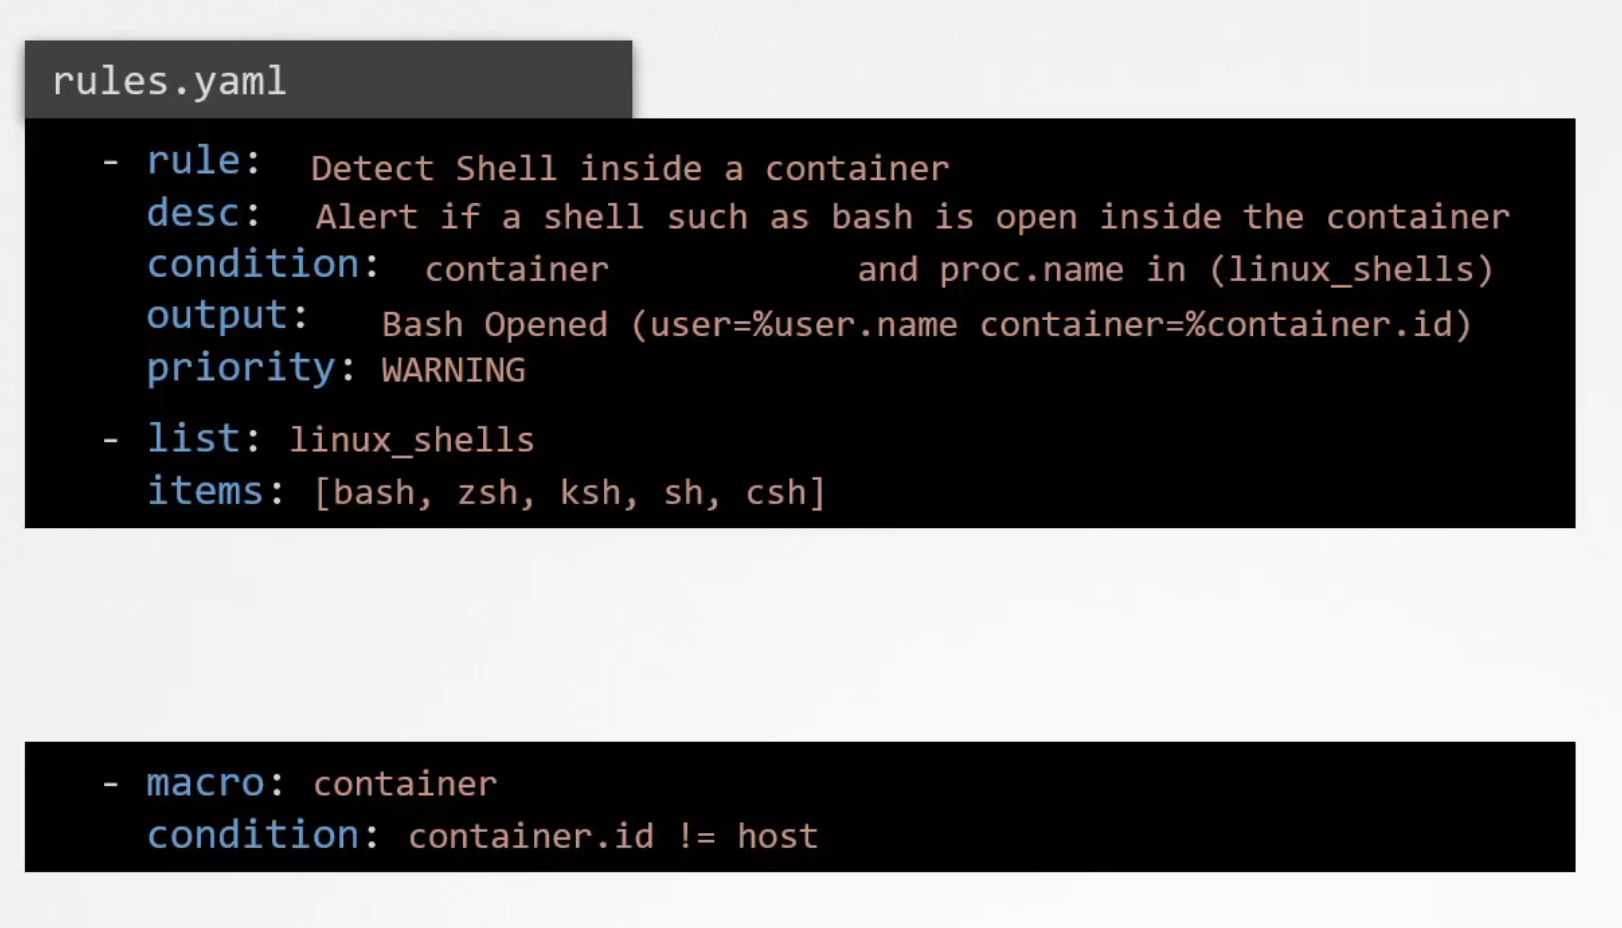 rules.yaml
- rule: Detect Shell inside a container
desc: Alert if a shell such as bash is open inside the container
condition: container and proc.name in (linux_shells)
output: Bash Opened (user=%user.name container=%container.id)
priority: WARNING
- list: linux_shells
items: [bash, zsh, ksh, sh, csh]
- macro: container
condition: container.id != host